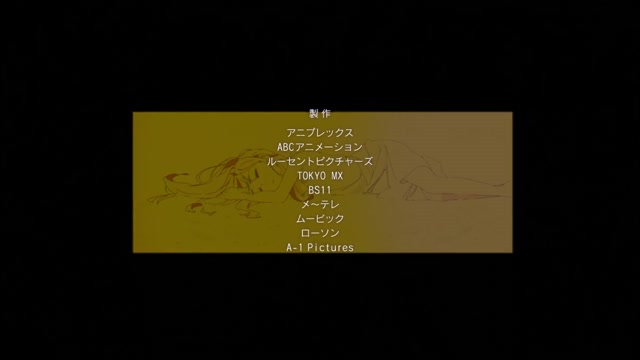 製作
アニプレックス
ABCアニメーション
ルーセントピクチャーズ
TOKYO MX
BS11
メ〜テレ
ムービック
ローソン
A-1 Pictures